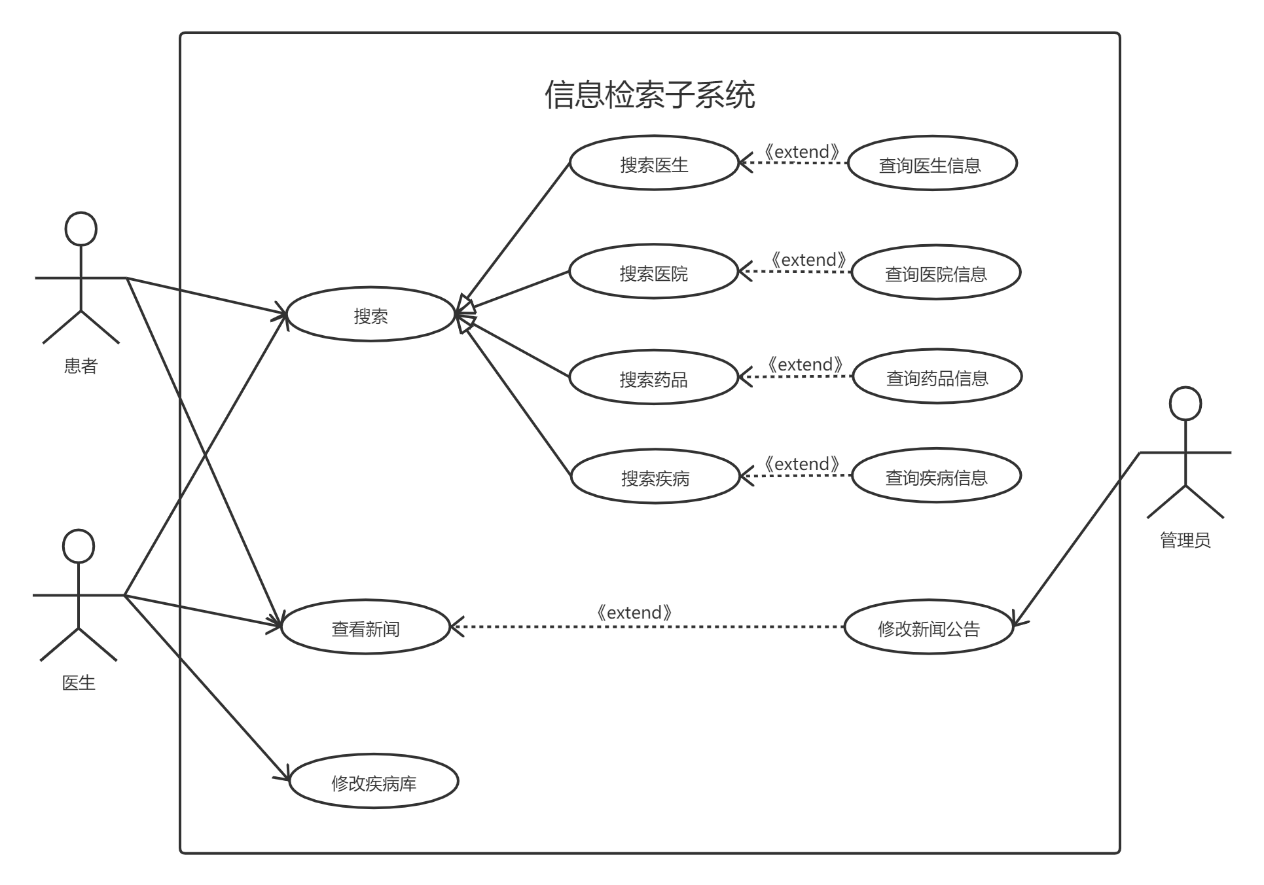 信息检索子系统
搜索医生
《extend》
查询医生信息
搜索医院
《extend》
查询医院信息
搜索
患者
搜索药品
《extend》
查询药品信息
搜索疾病
《extend》
查询疾病信息
管理员
医生
查看新闻
《extend》
修改新闻公告
修改疾病库